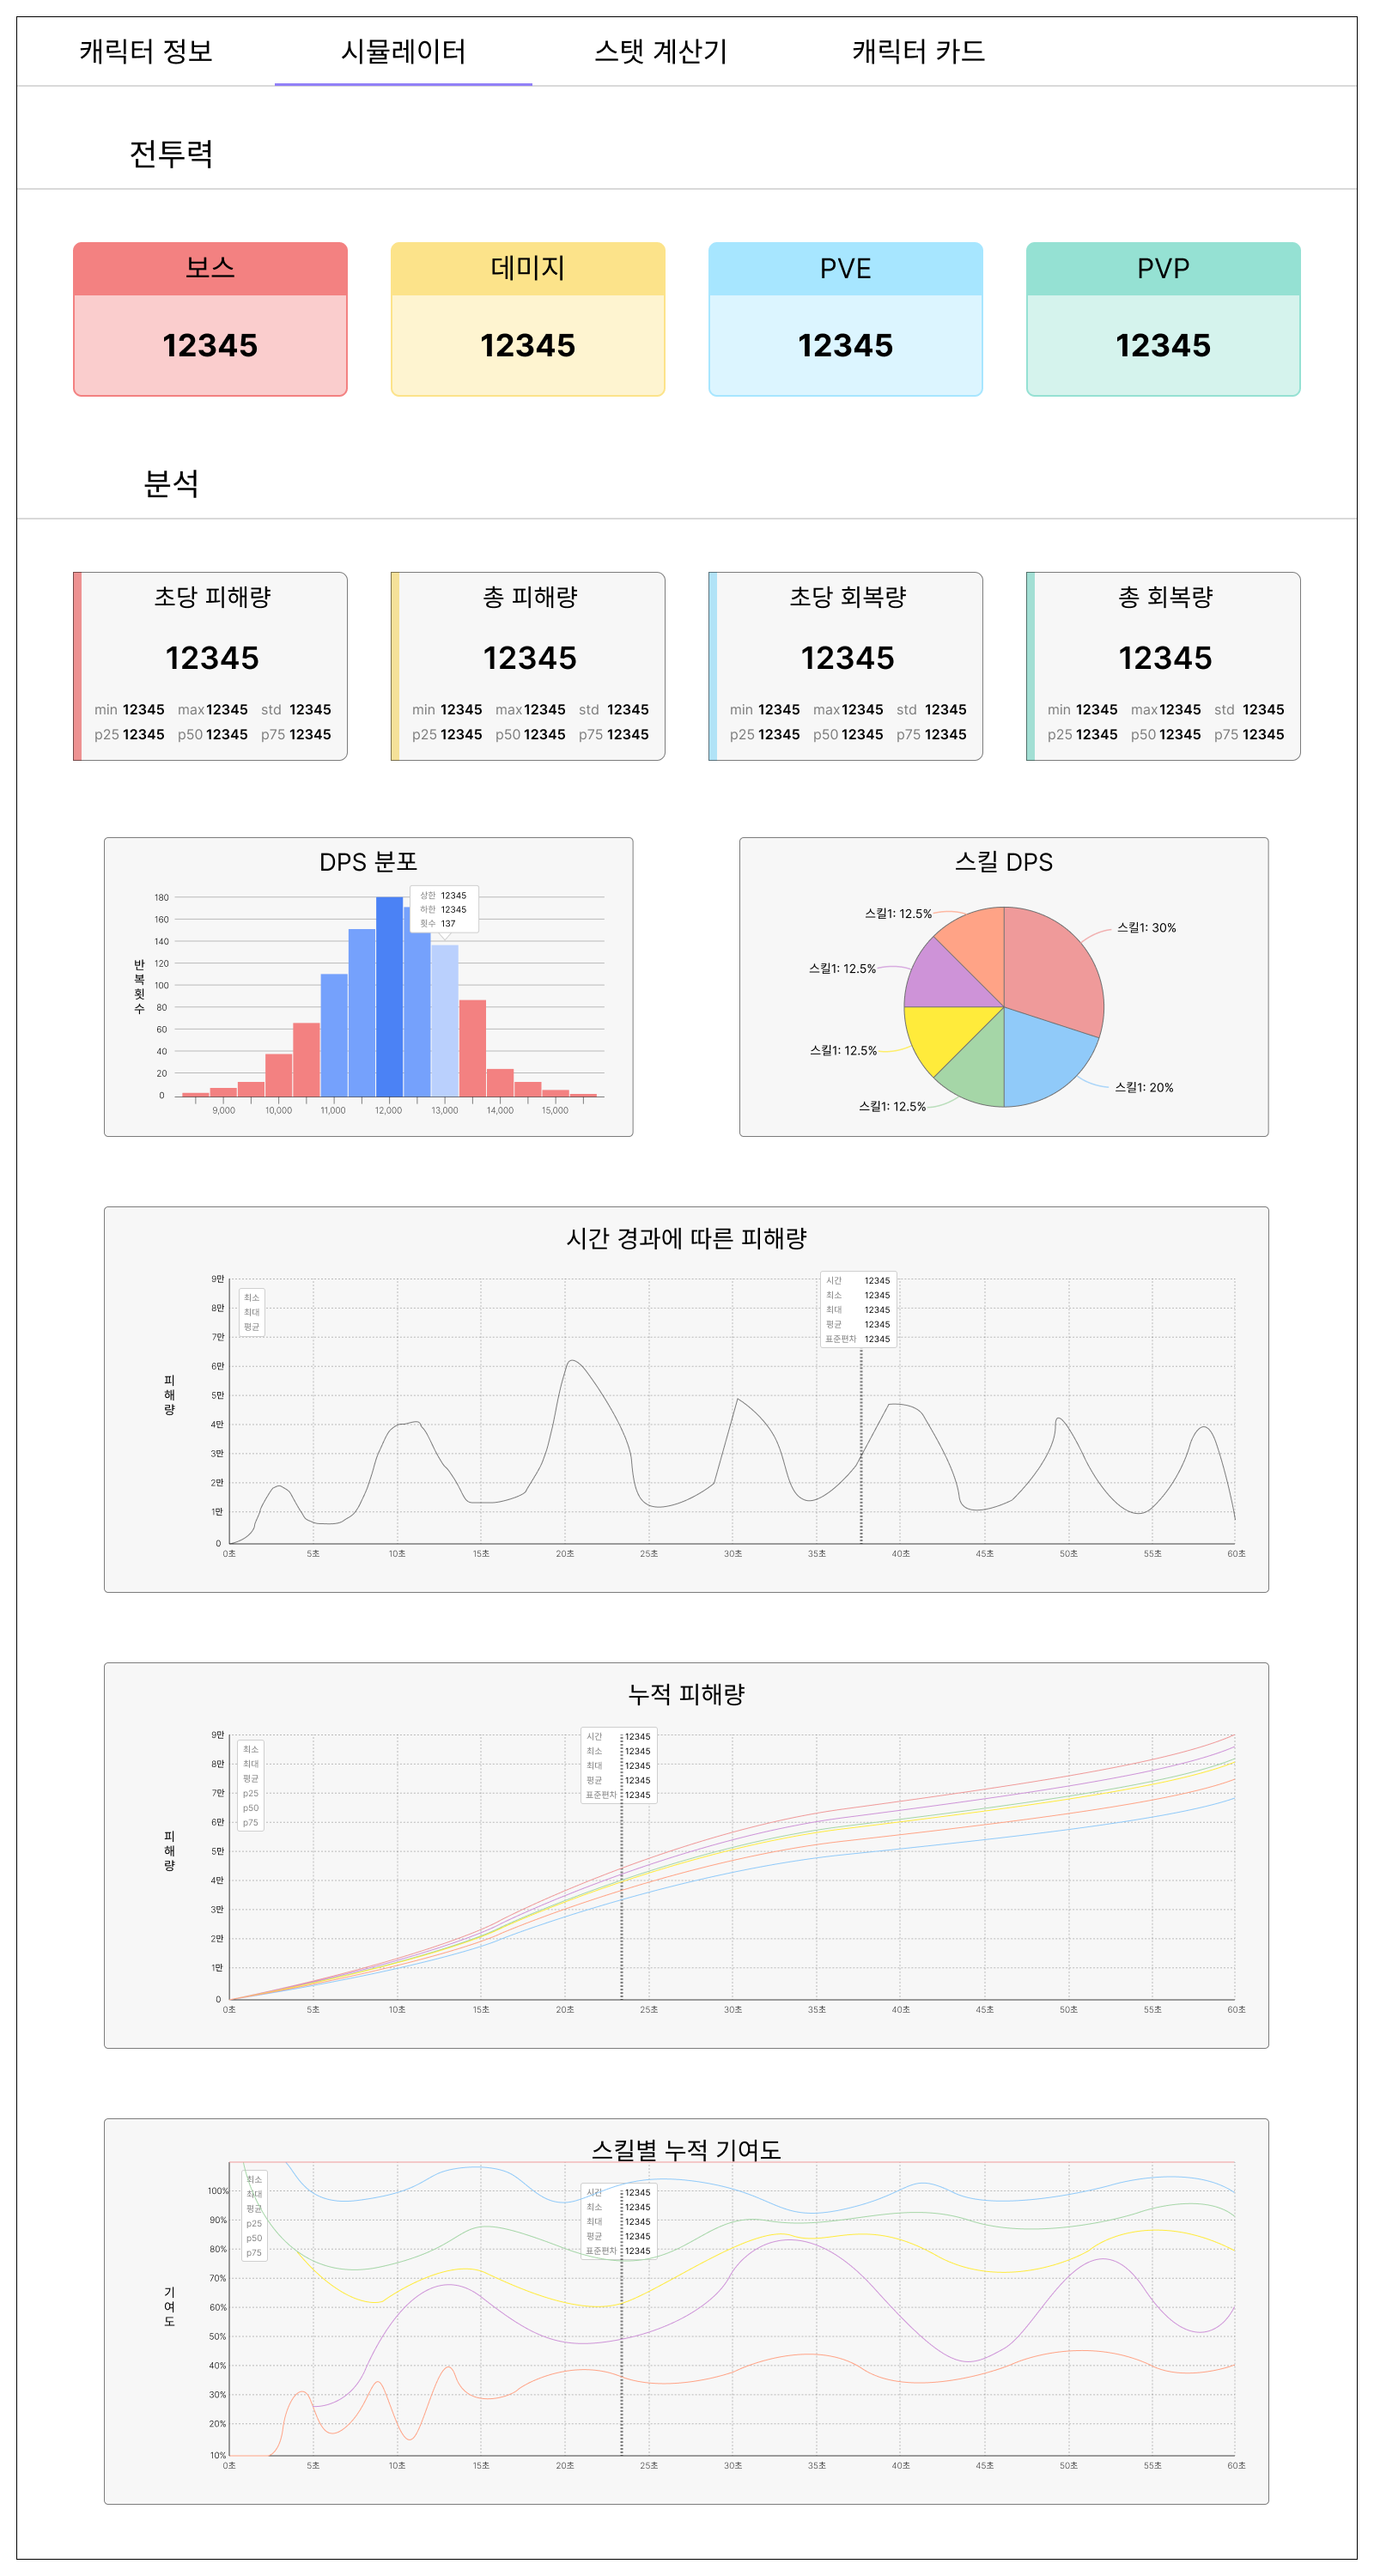 캐릭터 정보 시뮬레이터 스탯 계산기 캐릭터 카드
전투력
보스 데미지 PVE PVP
12345 12345 12345 12345
분석
초당 피해량 총 피해량 초당 회복량 총 회복량
12345 12345 12345 12345
min 12345 max 12345 std 12345 min 12345 max 12345 std 12345 min 12345 max 12345 std 12345 min 12345 max 12345 std 12345
p25 12345 p50 12345 p75 12345 p25 12345 p50 12345 p75 12345 p25 12345 p50 12345 p75 12345 p25 12345 p50 12345 p75 12345
DPS 분포
상한 12345
하한 12345
횟수 137
반복횟수
180
160
140
120
100
80
60
40
20
0
9,000 10,000 11,000 12,000 13,000 14,000 15,000
스킬 DPS
스킬1: 12.5%
스킬1: 30%
스킬1: 12.5%
스킬1: 12.5%
스킬1: 20%
스킬1: 12.5%
시간 경과에 따른 피해량
피해량
9만
8만
7만
6만
5만
4만
3만
2만
1만
0
최소
최대
평균
시간 12345
최소 12345
최대 12345
평균 12345
표준편차 12345
0초 5초 10초 15초 20초 25초 30초 35초 40초 45초 50초 55초 60초
누적 피해량
피해량
9만
8만
7만
6만
5만
4만
3만
2만
1만
0
최소
최대
평균
p25
p50
p75
시간 12345
최소 12345
최대 12345
평균 12345
표준편차 12345
0초 5초 10초 15초 20초 25초 30초 35초 40초 45초 50초 55초 60초
스킬별 누적 기여도
기여도
100%
90%
80%
70%
60%
50%
40%
30%
20%
10%
최소
최대
평균
p25
p50
p75
시간 12345
최소 12345
최대 12345
평균 12345
표준편차 12345
0초 5초 10초 15초 20초 25초 30초 35초 40초 45초 50초 55초 60초